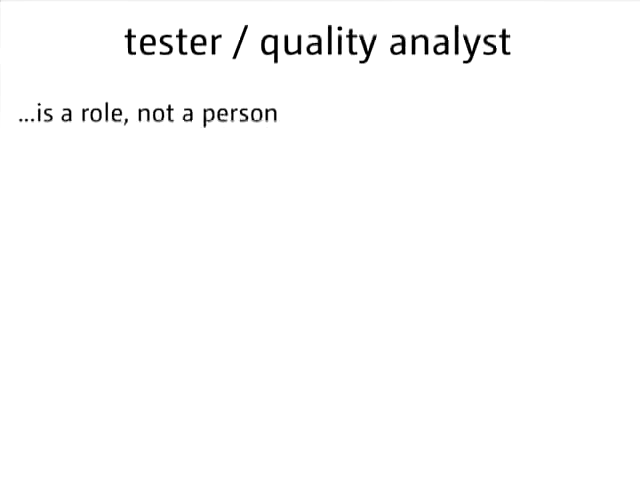 tester / quality analyst
...is a role, not a person